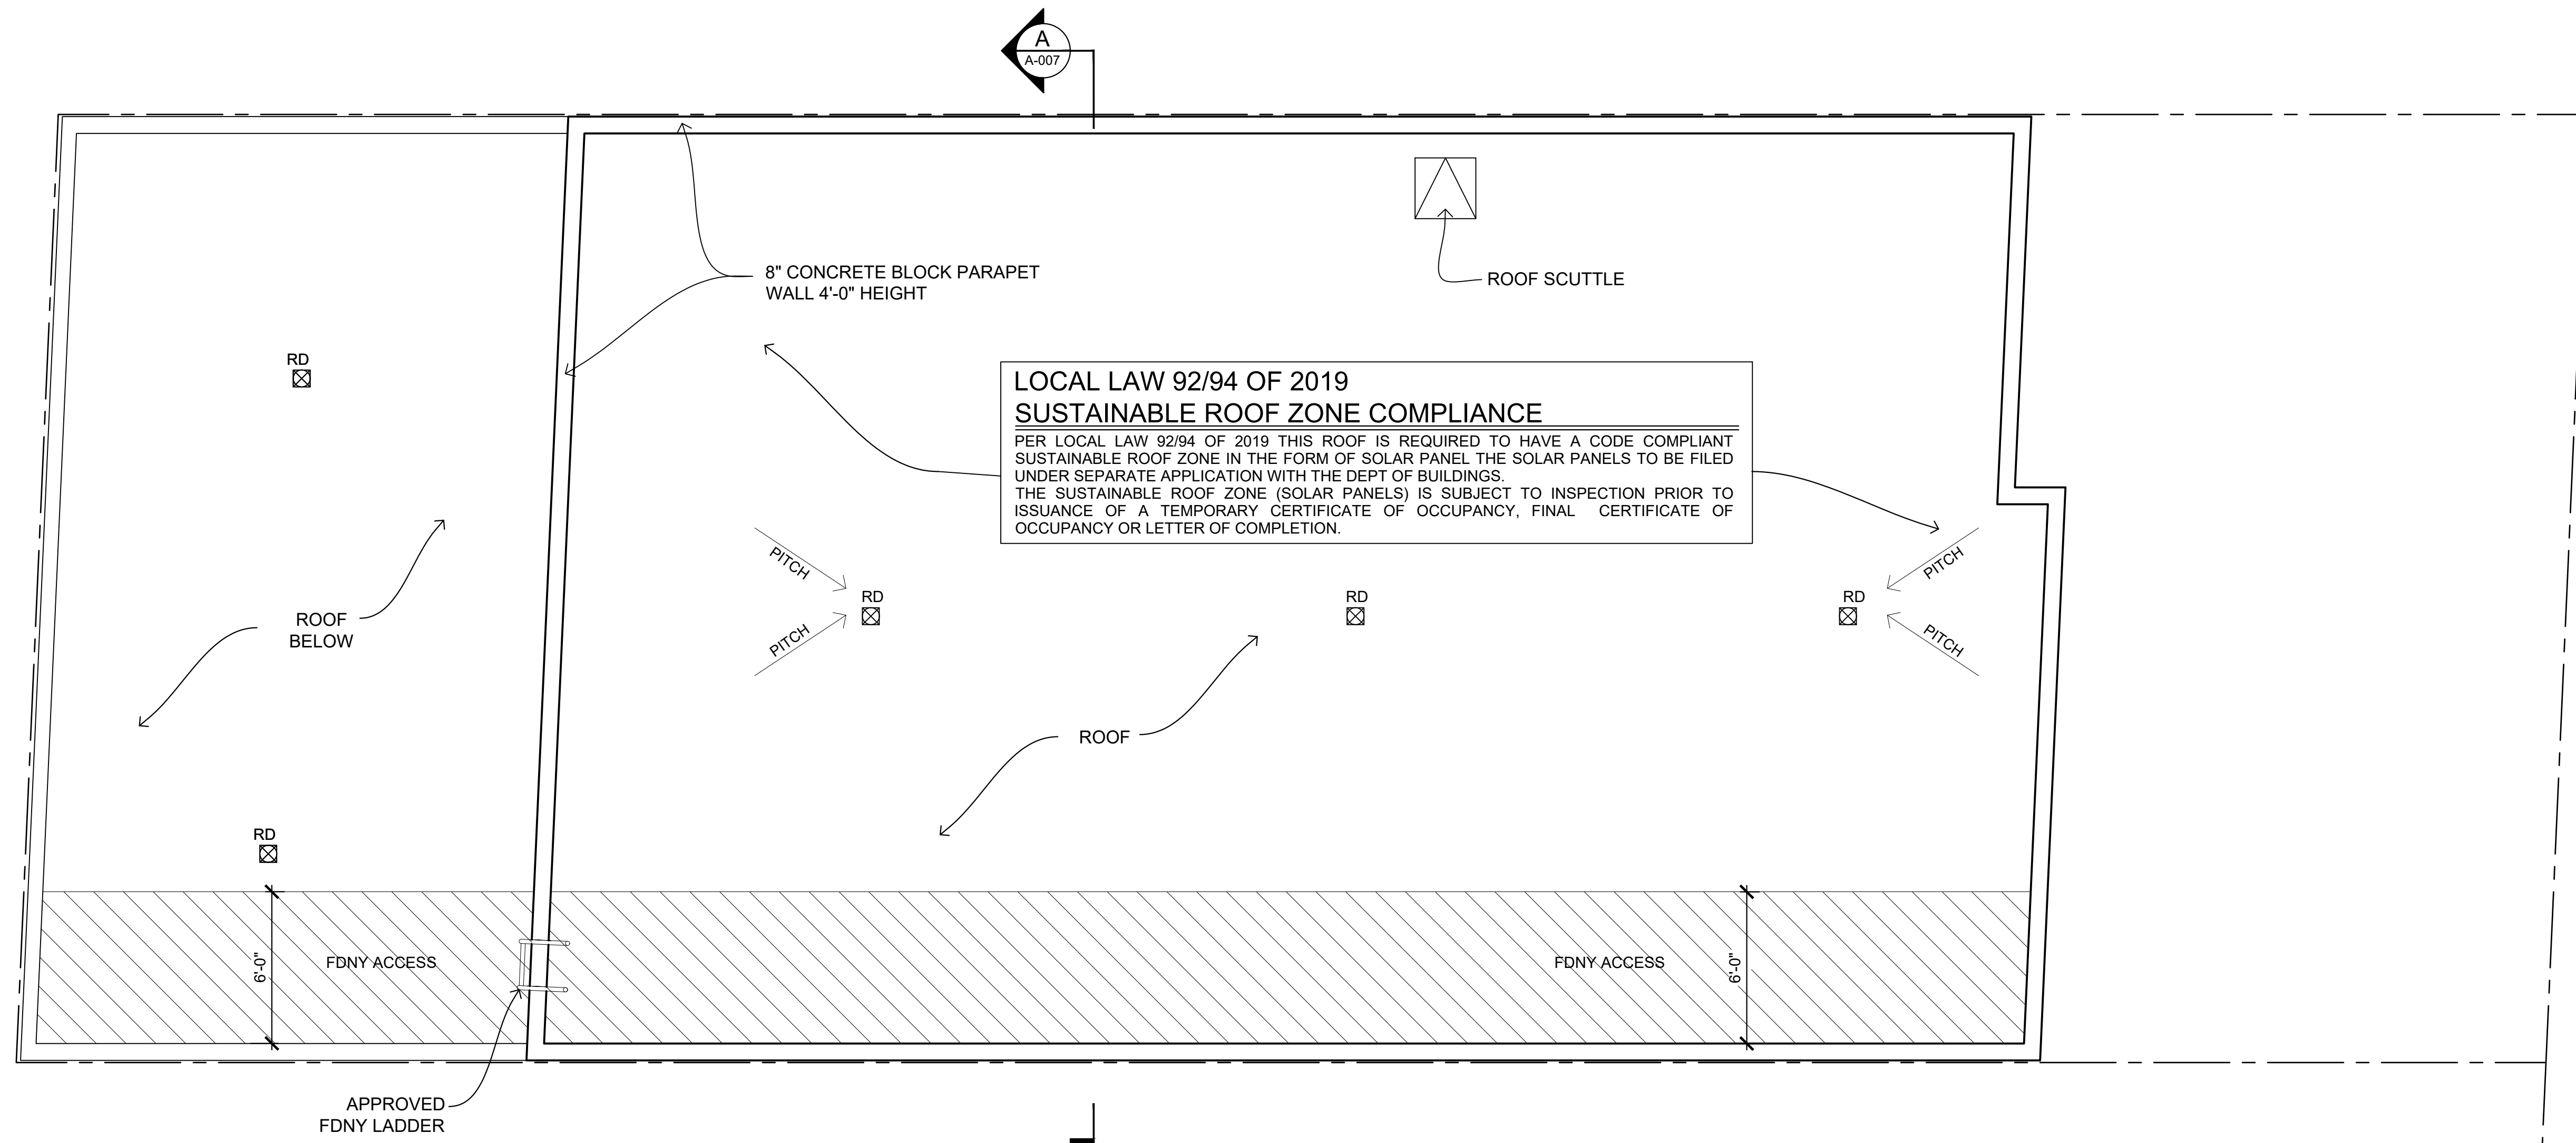 A
A-007
8" CONCRETE BLOCK PARAPET
WALL 4'-0" HEIGHT
ROOF SCUTTLE
RD
LOCAL LAW 92/94 OF 2019
SUSTAINABLE ROOF ZONE COMPLIANCE
PER LOCAL LAW 92/94 OF 2019 THIS ROOF IS REQUIRED TO HAVE A CODE COMPLIANT
SUSTAINABLE ROOF ZONE IN THE FORM OF SOLAR PANEL THE SOLAR PANELS TO BE FILED
UNDER SEPARATE APPLICATION WITH THE DEPT OF BUILDINGS.
THE SUSTAINABLE ROOF ZONE (SOLAR PANELS) IS SUBJECT TO INSPECTION PRIOR TO
ISSUANCE OF A TEMPORARY CERTIFICATE OF OCCUPANCY, FINAL CERTIFICATE OF
OCCUPANCY OR LETTER OF COMPLETION.
PITCH
PITCH
RD
RD
RD
PITCH
PITCH
ROOF
BELOW
ROOF
RD
6'-0"
FDNY ACCESS
FDNY ACCESS
6'-0"
APPROVED
FDNY LADDER